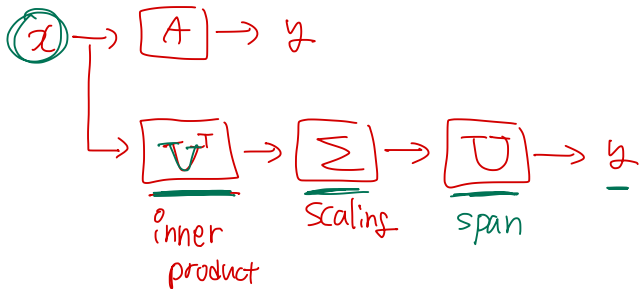 x → A → y
V^T → Σ → U → y
inner product
scaling
span